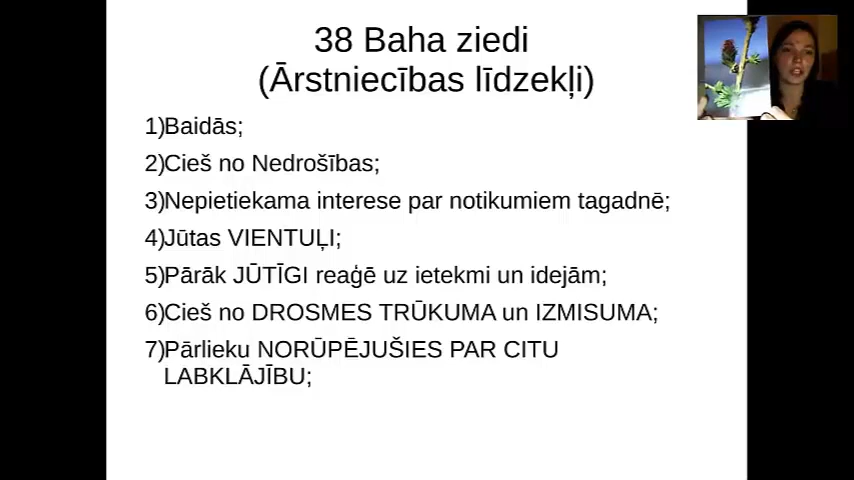 38 Baha ziedi
(Ārstniecības līdzekļi)
1)Baidās;
2)Cieš no Nedrošības;
3)Nepietiekama interese par notikumiem tagadnē;
4)Jūtas VIENTUĻI;
5)Pārāk JŪTĪGI reaģē uz ietekmi un idejām;
6)Cieš no DROSMES TRŪKUMA un IZMISUMA;
7)Pārlieku NORŪPĒJUŠIES PAR CITU
LABKLĀJĪBU;